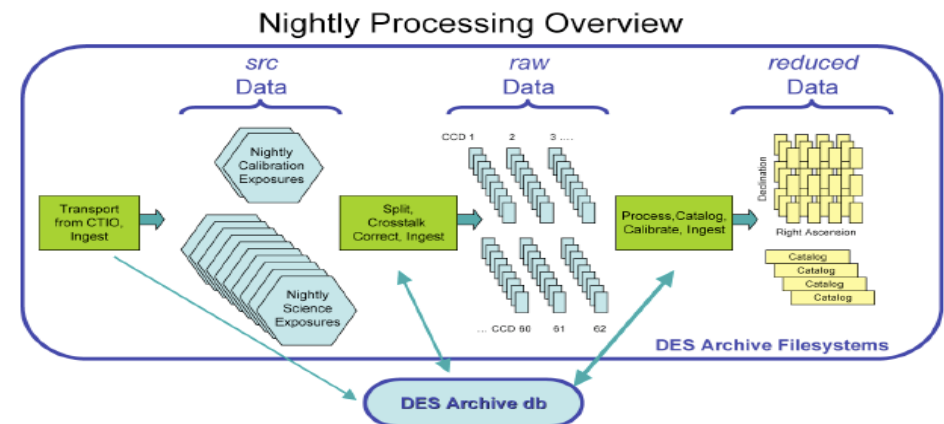 Nightly Processing Overview
src
Data
raw
Data
reduced
Data
CCD 1
2
3 ....
Nightly
Calibration
Exposures
Transport
from CTIO,
Ingest
Split,
Crosstalk
Correct, Ingest
Process,Catalog,
Calibrate, Ingest
Declination
Right Ascension
Nightly
Science
Exposures
Catalog
Catalog
Catalog
Catalog
... CCD 60
61
62
DES Archive Filesystems
DES Archive db